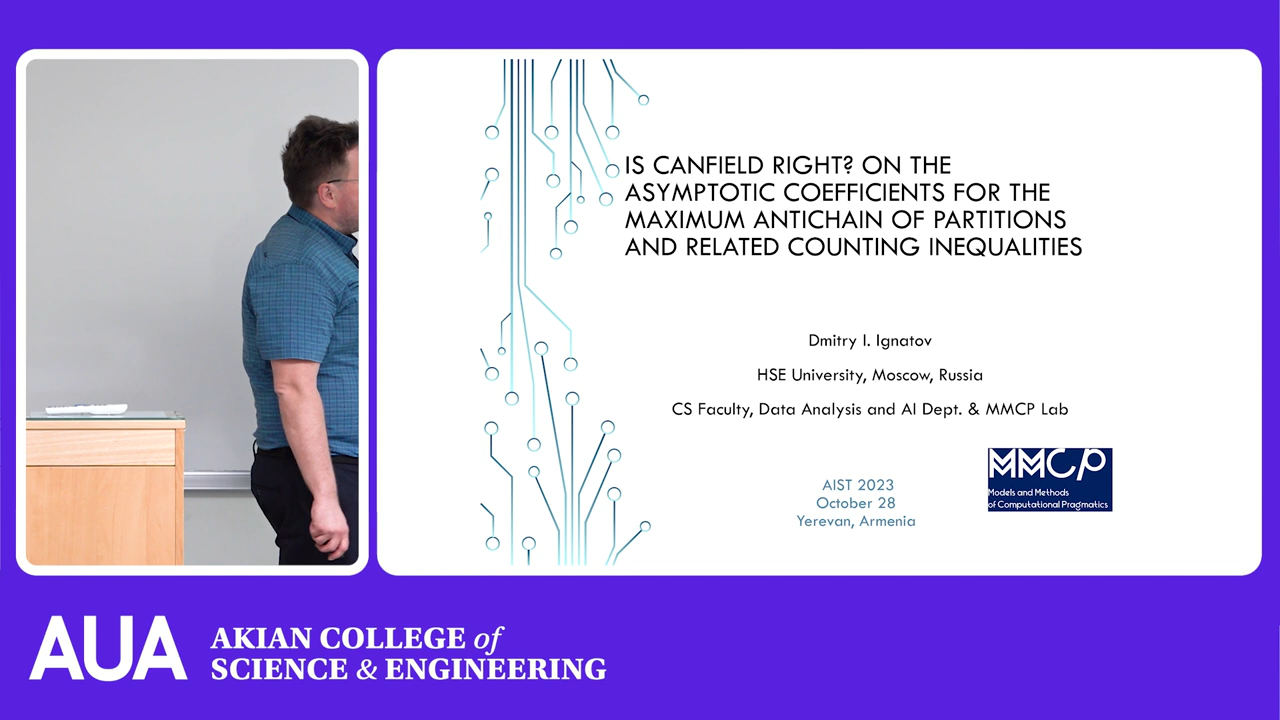 IS CANFIELD RIGHT? ON THE
ASYMPTOTIC COEFFICIENTS FOR THE
MAXIMUM ANTICHAIN OF PARTITIONS
AND RELATED COUNTING INEQUALITIES
Dmitry I. Ignatov
HSE University, Moscow, Russia
CS Faculty, Data Analysis and AI Dept. & MMCP Lab
AIST 2023
October 28
Yerevan, Armenia
MMCP
Models and Methods
of Computational Pragmatics
AUA
AKIAN COLLEGE of
SCIENCE & ENGINEERING